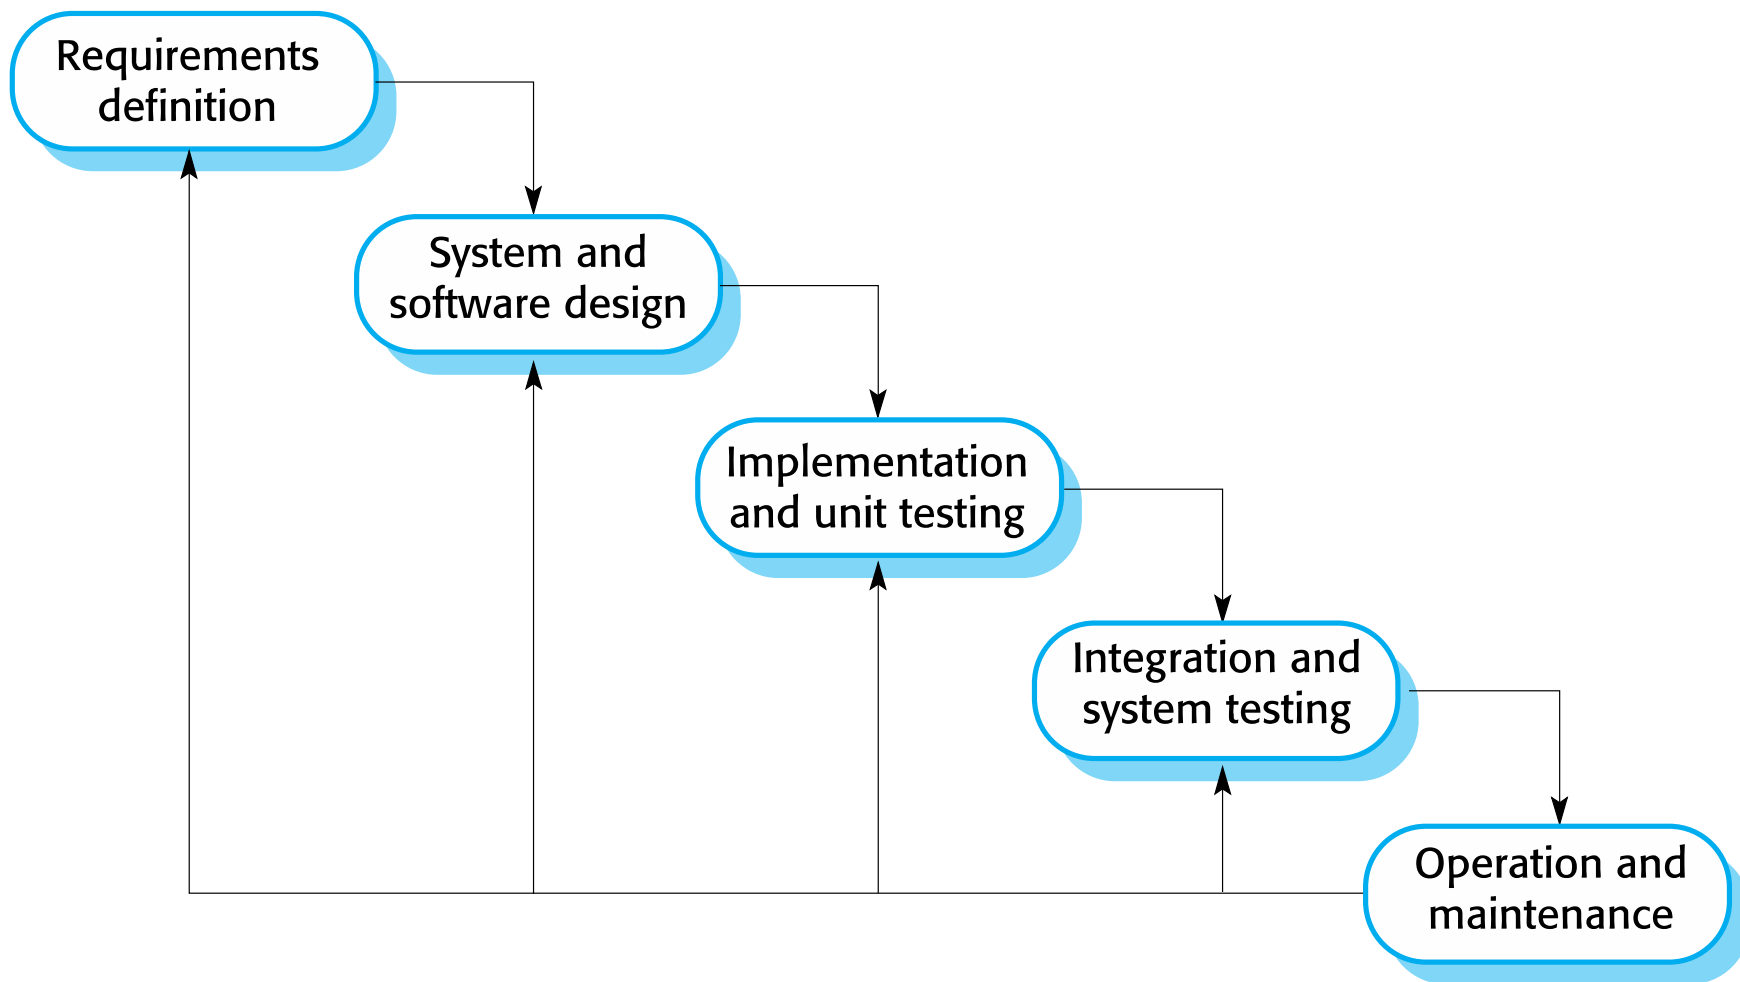 Requirements
definition
System and
software design
Implementation
and unit testing
Integration and
system testing
Operation and
maintenance